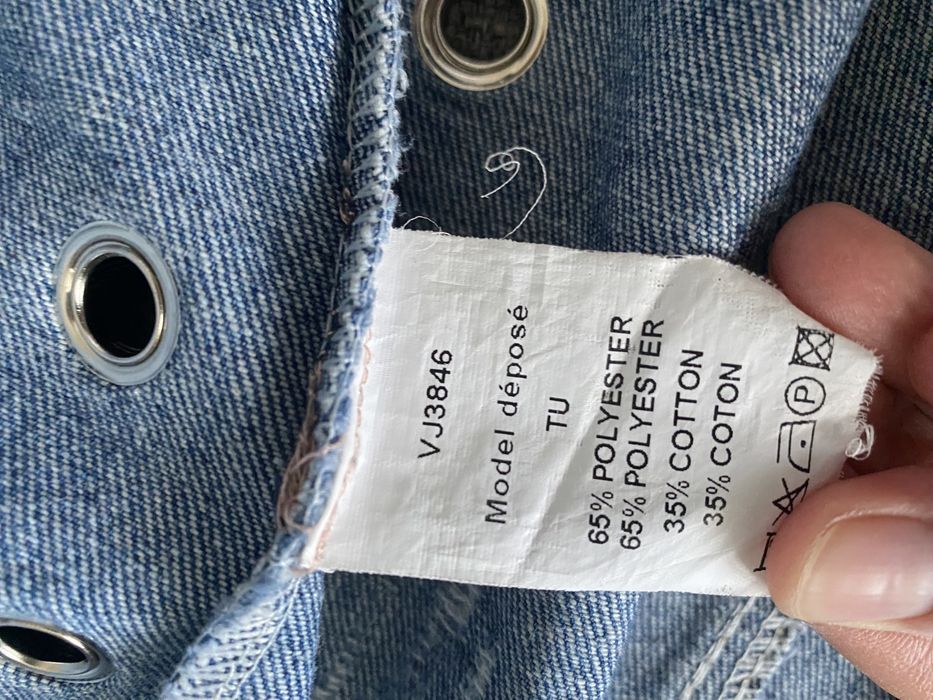 VJ3846
Model déposé
TU
65% POLYESTER
65% POLYESTER
35% COTTON
35% COTON
P